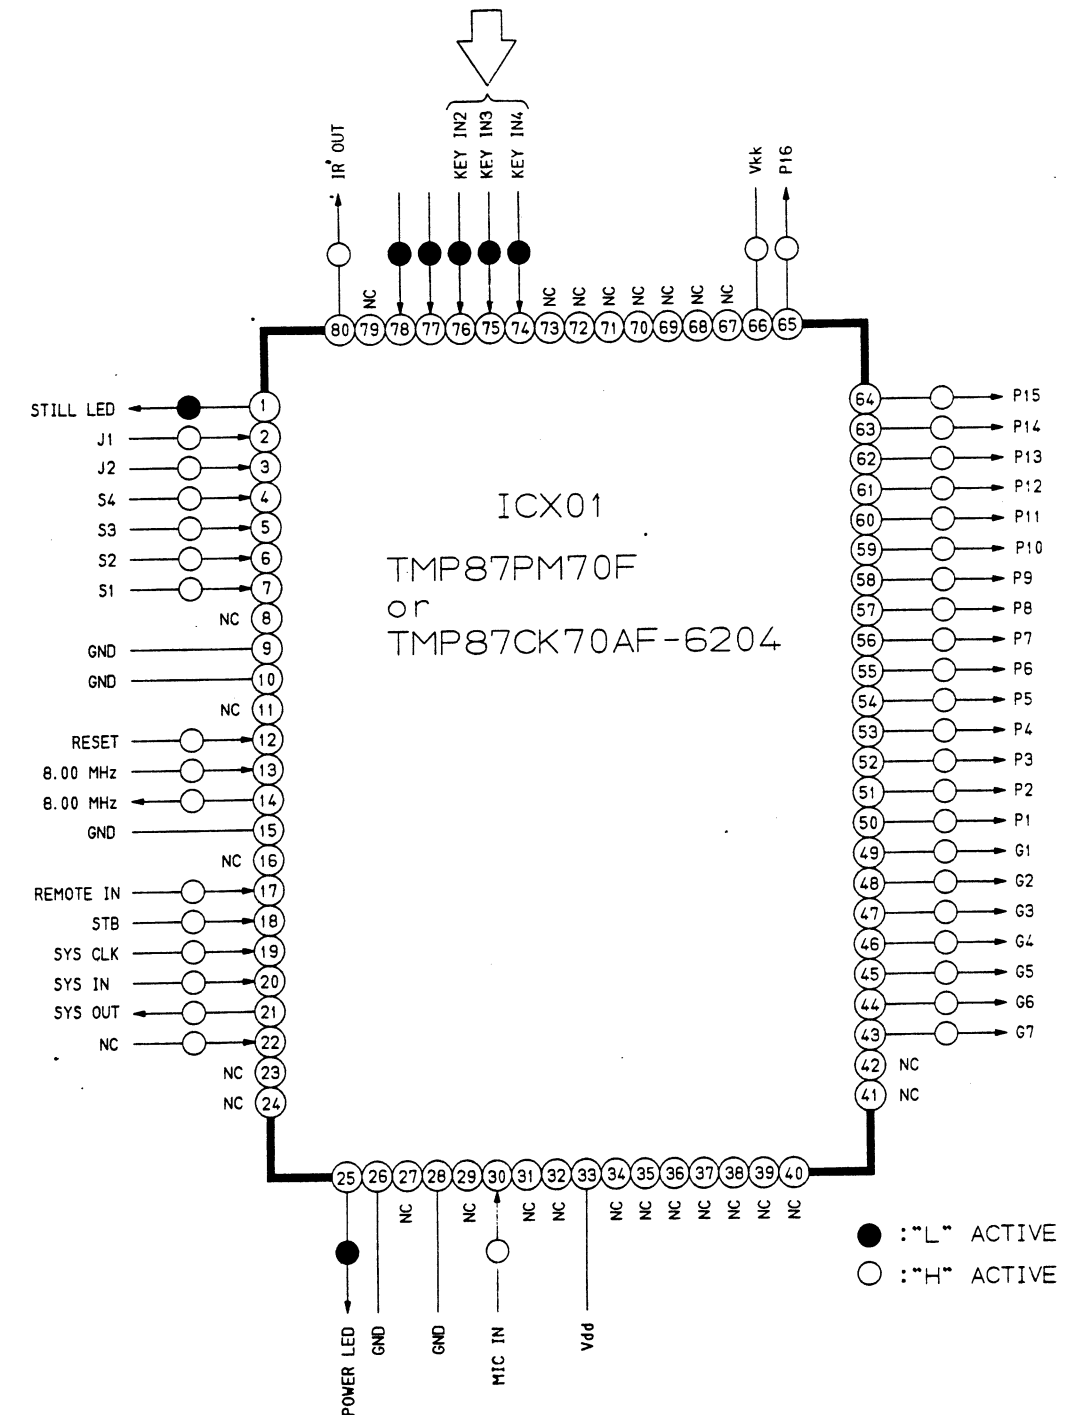 IR OUT
KEY IN2
KEY IN3
KEY IN4
Vkk
P16
NC
NC NC NC NC NC NC NC
80 79 78 77 76 75 74 73 72 71 70 69 68 67 66 65
STILL LED 1
J1 2
J2 3
S4 4
S3 5
S2 6
S1 7
NC 8
GND 9
GND 10
NC 11
RESET 12
8.00 MHz 13
8.00 MHz 14
GND 15
NC 16
REMOTE IN 17
STB 18
SYS CLK 19
SYS IN 20
SYS OUT 21
NC 22
NC 23
NC 24
ICX01
TMP87PM70F
or
TMP87CK70AF-6204
64 P15
63 P14
62 P13
61 P12
60 P11
59 P10
58 P9
57 P8
56 P7
55 P6
54 P5
53 P4
52 P3
51 P2
50 P1
49 G1
48 G2
47 G3
46 G4
45 G5
44 G6
43 G7
42 NC
41 NC
25 26 27 28 29 30 31 32 33 34 35 36 37 38 39 40
NC NC NC NC NC NC NC NC NC NC NC
POWER LED
GND
GND
MIC IN
Vdd
:"L" ACTIVE
:"H" ACTIVE